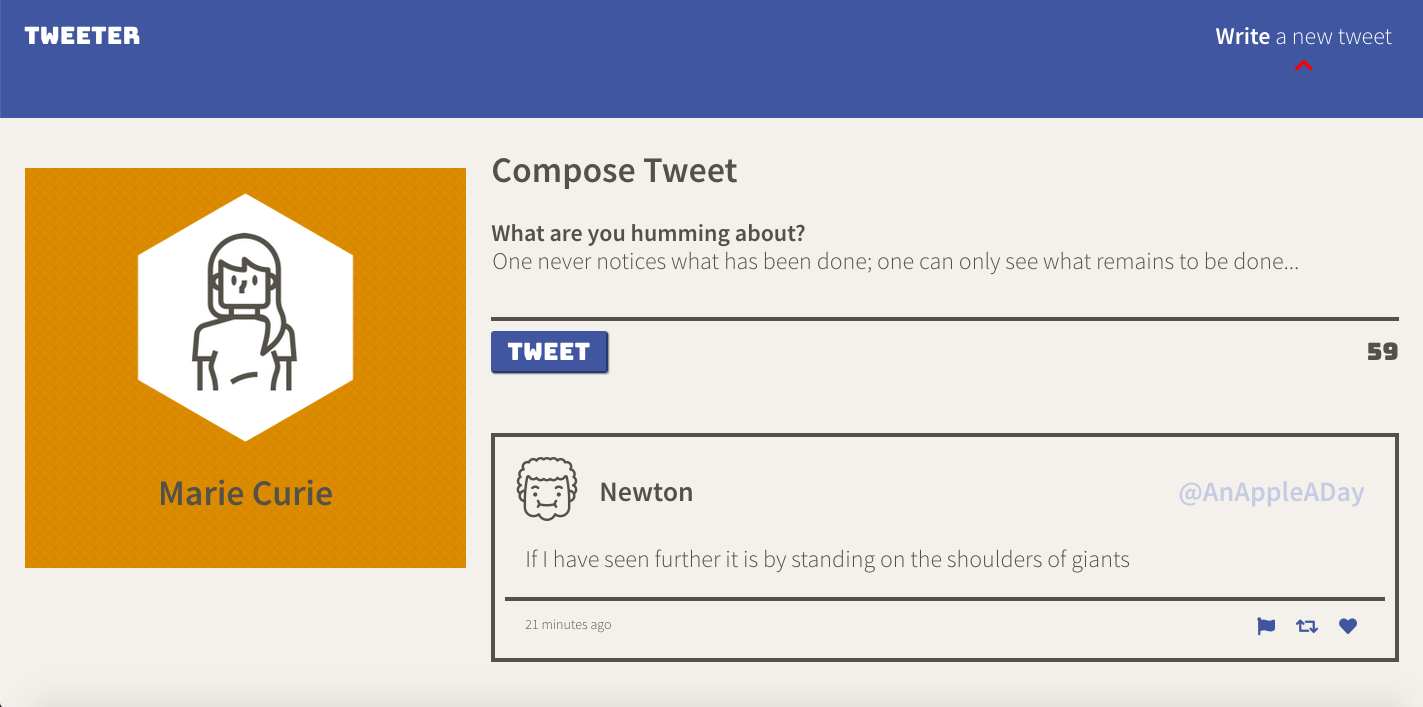 TWEETER
Write a new tweet
Marie Curie
Compose Tweet
What are you humming about?
One never notices what has been done; one can only see what remains to be done...
TWEET
59
Newton
@AnAppleADay
If I have seen further it is by standing on the shoulders of giants
21 minutes ago